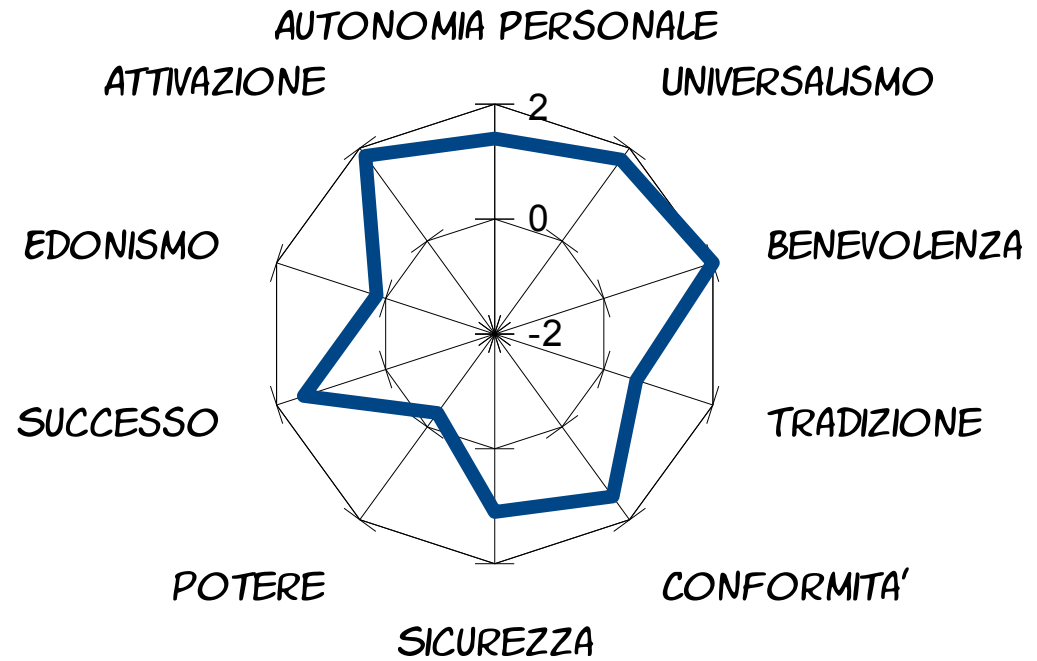 AUTONOMIA PERSONALE
ATTIVAZIONE
UNIVERSALISMO
2
EDONISMO
0
BENEVOLENZA
-2
SUCCESSO
TRADIZIONE
POTERE
CONFORMITA'
SICUREZZA